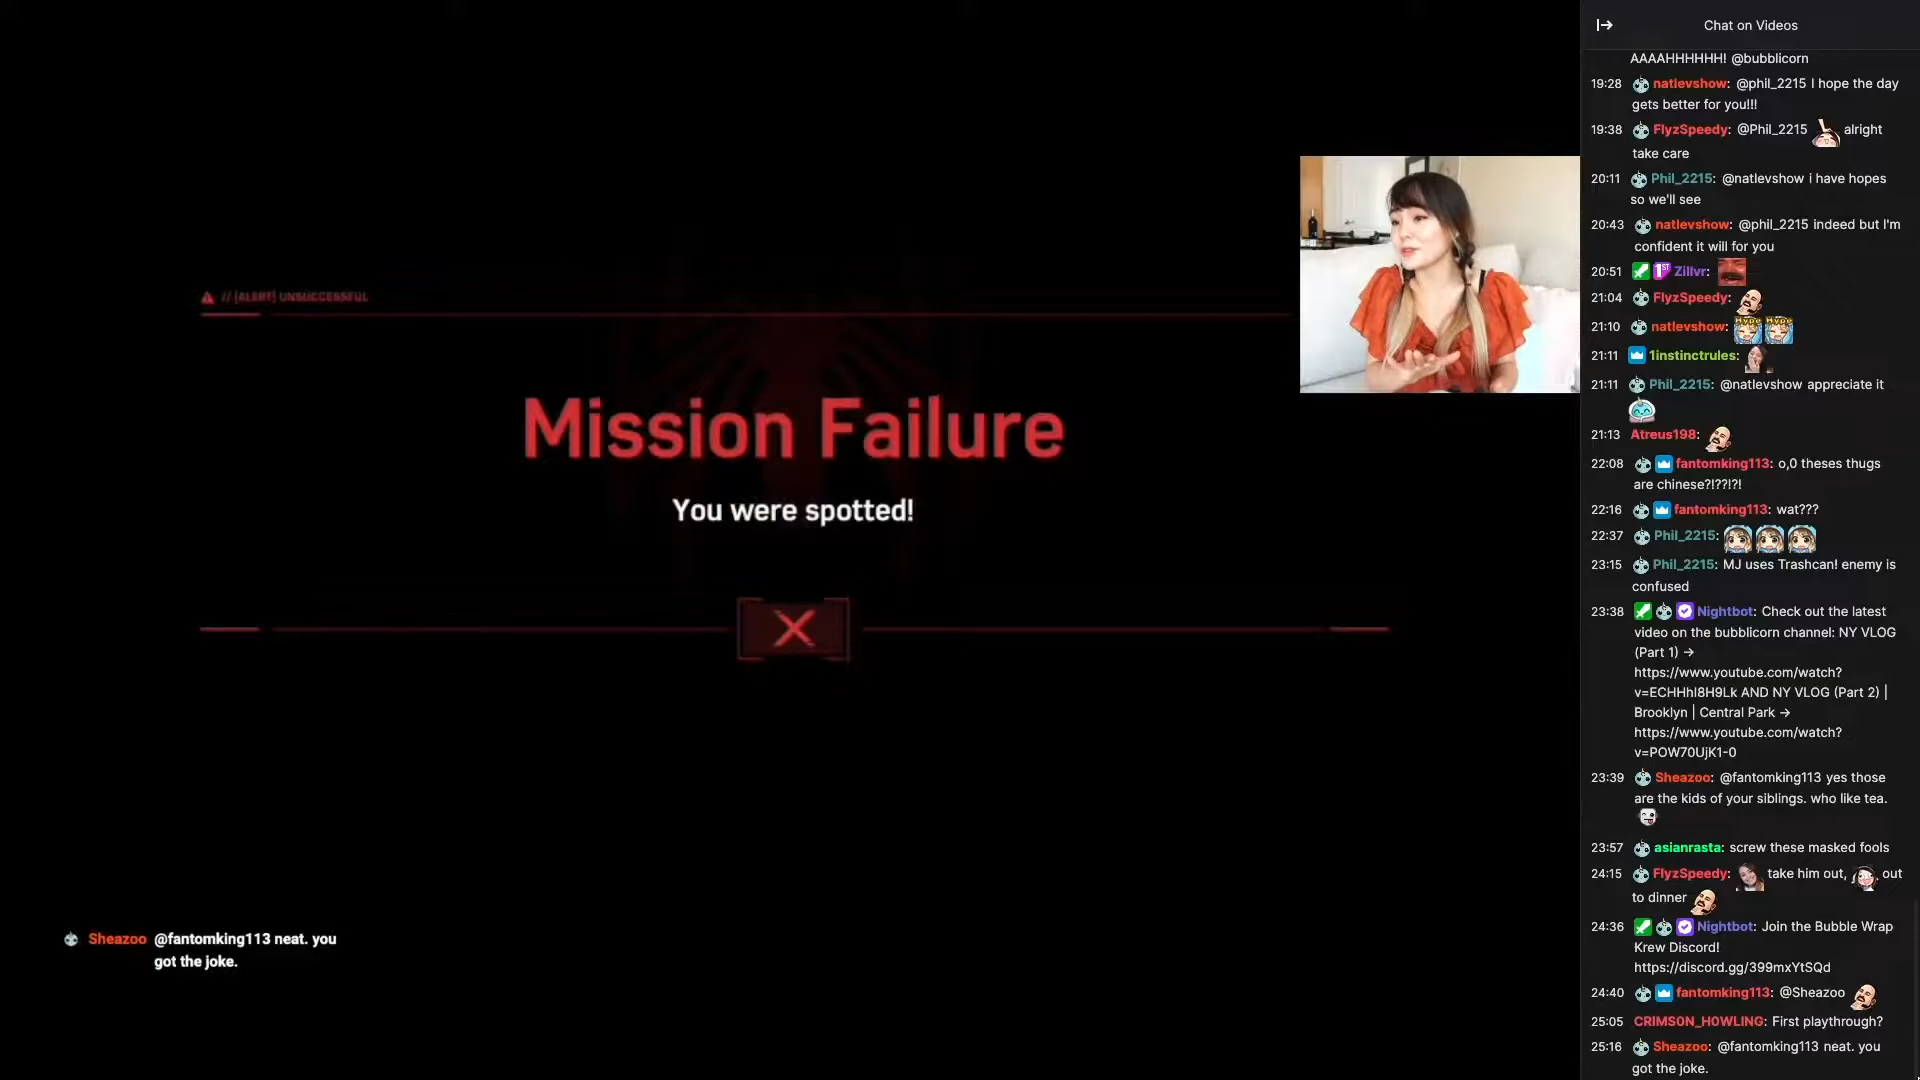 Chat on Videos
AAAAHHHHHH! @bubblicorn
19:28 natlevshow: @phil_2215 I hope the day
gets better for you!!!
19:38 FlyzSpeedy: @Phil_2215 alright
take care
20:11 Phil_2215: @natlevshow i have hopes
so we'll see
20:43 natlevshow: @phil_2215 indeed but I'm
confident it will for you
20:51 1ST Zillvr:
21:04 FlyzSpeedy:
21:10 natlevshow: Hype Hype
21:11 1instinctrules:
21:11 Phil_2215: @natlevshow appreciate it
21:13 Atreus198:
22:08 fantomking113: o,0 theses thugs
are chinese?!??!?!
22:16 fantomking113: wat???
22:37 Phil_2215:
23:15 Phil_2215: MJ uses Trashcan! enemy is
confused
23:38 Nightbot: Check out the latest
video on the bubblicorn channel: NY VLOG
(Part 1) →
https://www.youtube.com/watch?
v=ECHHhI8H9Lk AND NY VLOG (Part 2) |
Brooklyn | Central Park →
https://www.youtube.com/watch?
v=POW70UjK1-0
23:39 Sheazoo: @fantomking113 yes those
are the kids of your siblings. who like tea.
23:57 asianrasta: screw these masked fools
24:15 FlyzSpeedy: take him out, out
to dinner
24:36 Nightbot: Join the Bubble Wrap
Krew Discord!
https://discord.gg/399mxYtSQd
24:40 fantomking113: @Sheazoo
25:05 CRIMS0N_H0WLING: First playthrough?
25:16 Sheazoo: @fantomking113 neat. you
got the joke.
// [ALERT] UNSUCCESSFUL
Mission Failure
You were spotted!
Sheazoo @fantomking113 neat. you
got the joke.